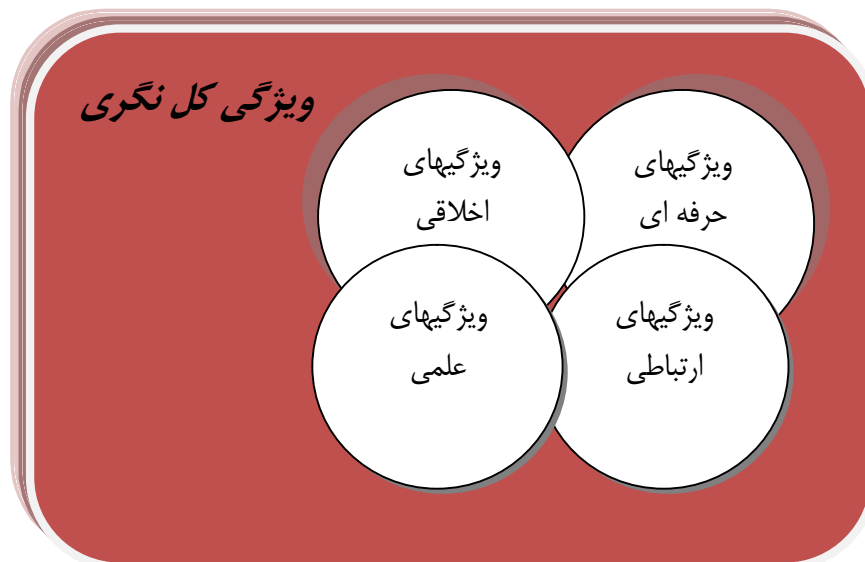 ویژگی کل نگری
ویژگیهای
حرفه ای
ویژگیهای
اخلاقی
ویژگیهای
ارتباطی
ویژگیهای
علمی